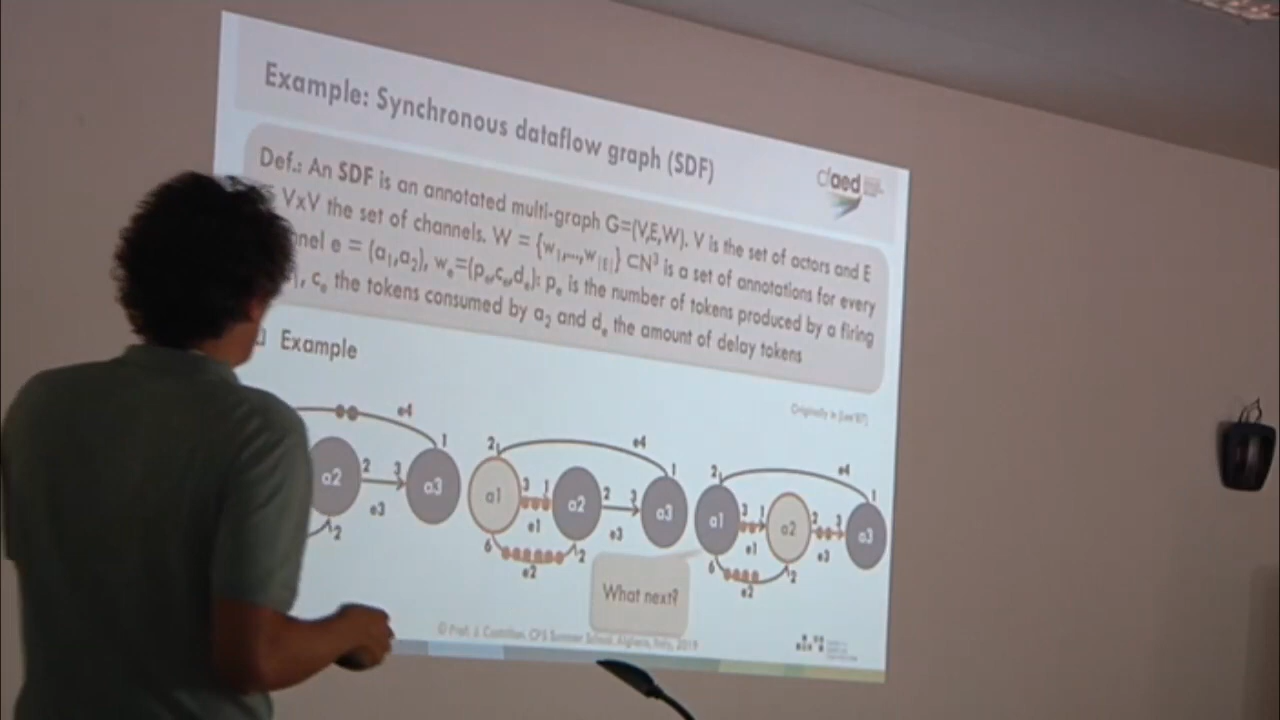 Example: Synchronous dataflow graph (SDF)
cfaed
Def.: An SDF is an annotated multi-graph G=(V,E,W). V is the set of actors and E
VxV the set of channels. W = {w₁,...,w|E|} ⊂N³ is a set of annotations for every
nel e = (a₁,a₂), wₑ=(pₑ,cₑ,dₑ): pₑ is the number of tokens produced by a firing
, cₑ the tokens consumed by a₂ and dₑ the amount of delay tokens
Example
Originally in [Lee'87]
e4 1
a2 2 3 a3
e3
2
2 e4 1
a1 3 1 a2 2 3 a3
e1 e3
6 e2 2
2 e4 1
a1 3 1 a2 2 3 a3
e1 e3
6 e2 2
What next?
© Prof. J. Castrillon. CPS Summer School, Alghero, Italy, 2019